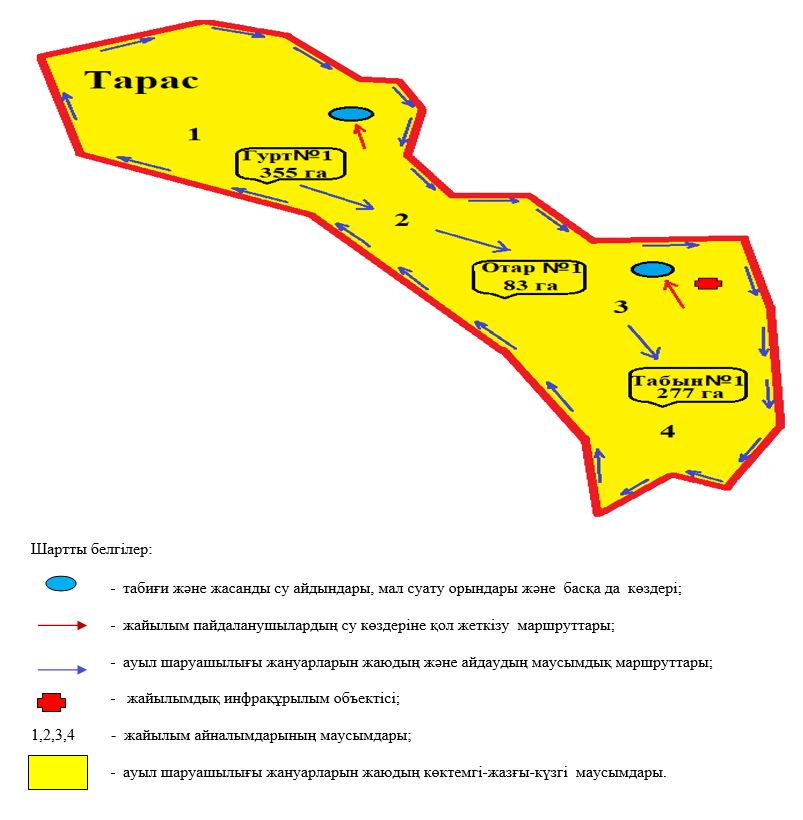 Тарас
1
Гурт№1
355 га
2
Отар №1
83 га
3
Табын№1
277 га
4
Шартты белгілер:
- табиғи және жасанды су айдындары, мал суату орындары және басқа да көздері;
- жайылым пайдаланушылардың су көздеріне қол жеткізу маршруттары;
- ауыл шаруашылығы жануарларын жаюдың және айдаудың маусымдық маршруттары;
- жайылымдық инфрақұрылым объектісі;
1,2,3,4 - жайылым айналымдарының маусымдары;
- ауыл шаруашылығы жануарларын жаюдың көктемгі-жазғы-күзгі маусымдары.